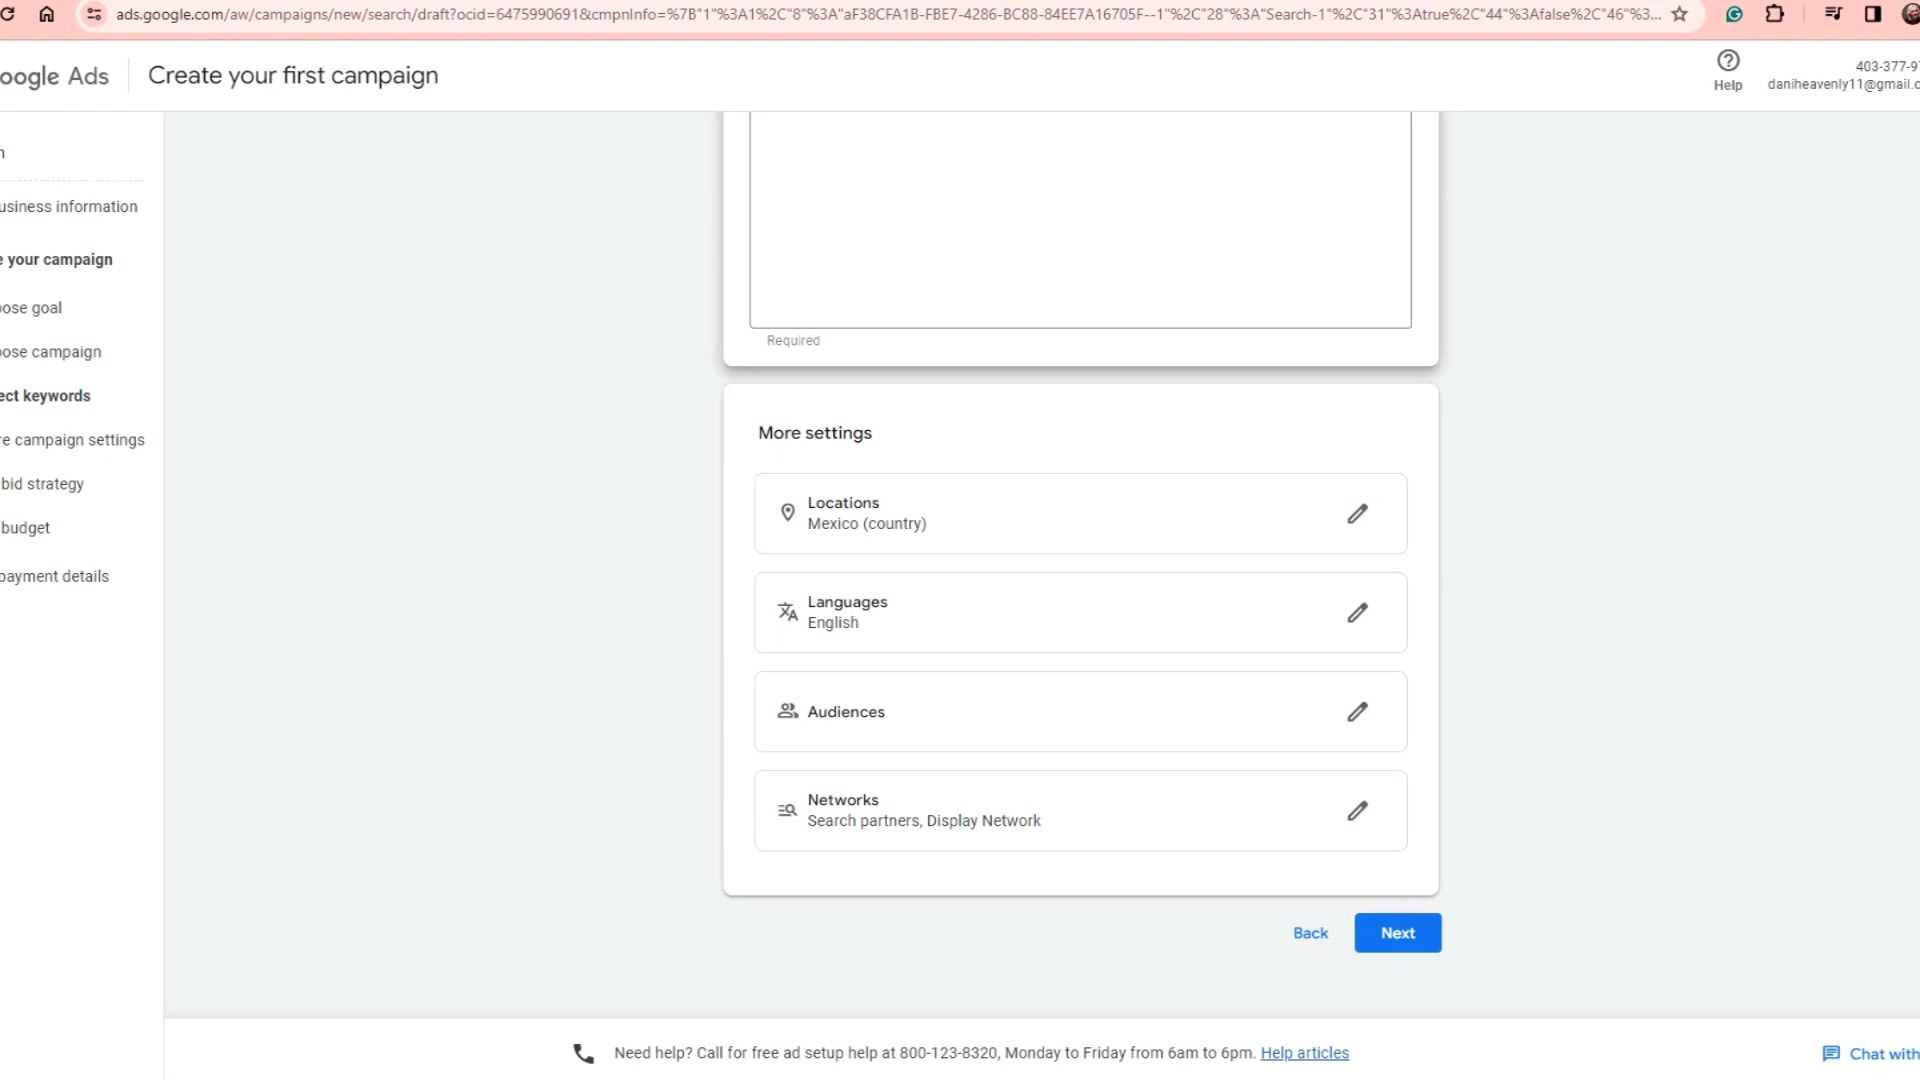 ads.google.com/aw/campaigns/new/search/draft?ocid=6475990691&cmpnInfo=%7B"1"%3A1%2C"8"%3A"aF38CFA1B-FBE7-4286-BC88-84EE7A16705F--1"%2C"28"%3A"Search-1"%2C"31"%3Atrue%2C"44"%3Afalse%2C"46"%3...
oogle Ads
Create your first campaign
Help
403-377-9
daniheavenly11@gmail.c
n
usiness information
e your campaign
ose goal
ose campaign
ect keywords
re campaign settings
bid strategy
budget
payment details
Required
More settings
Locations
Mexico (country)
Languages
English
Audiences
Networks
Search partners, Display Network
Back
Next
Need help? Call for free ad setup help at 800-123-8320, Monday to Friday from 6am to 6pm. Help articles
Chat with